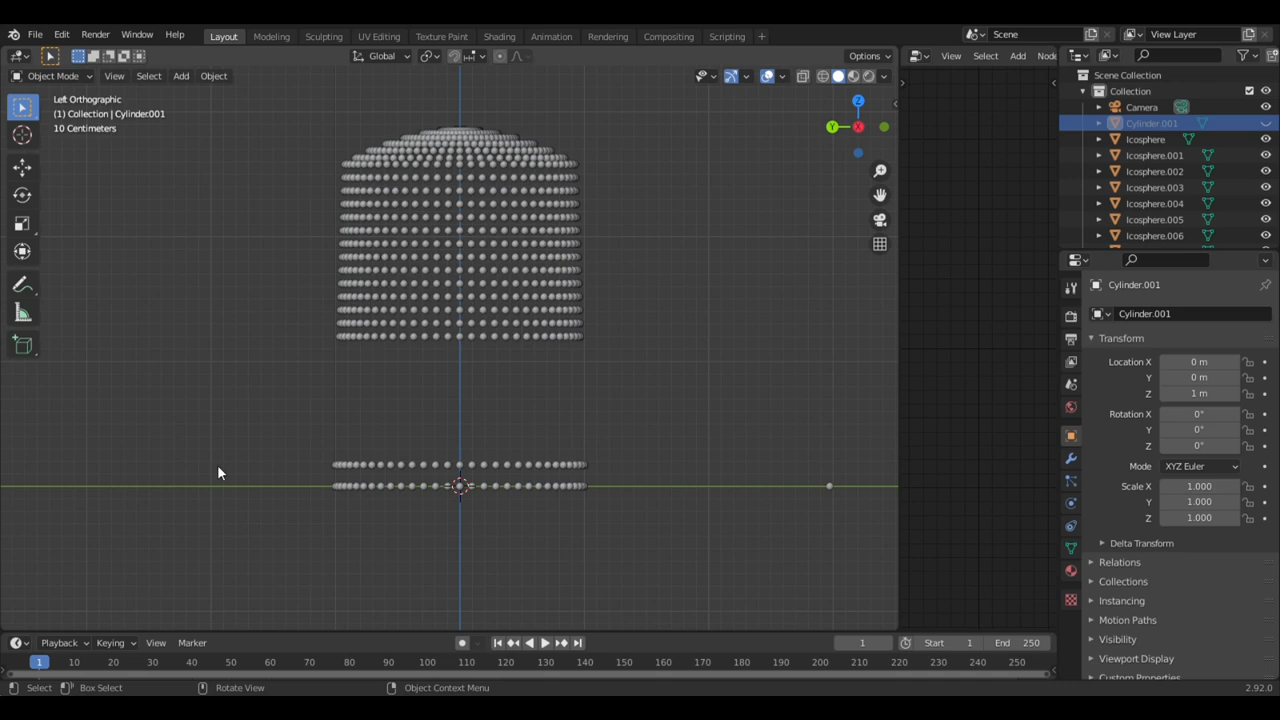 File Edit Render Window Help Layout Modeling Sculpting UV Editing Texture Paint Shading Animation Rendering Compositing Scripting + Scene View Layer
Global Options View Select Add Node
Object Mode View Select Add Object
Left Orthographic
(1) Collection | Cylinder.001
10 Centimeters
Z
Y
X
Scene Collection
Collection
Camera
Cylinder.001
Icosphere
Icosphere.001
Icosphere.002
Icosphere.003
Icosphere.004
Icosphere.005
Icosphere.006
Cylinder.001
Cylinder.001
Transform
Location X 0 m
Y 0 m
Z 1 m
Rotation X 0°
Y 0°
Z 0°
Mode XYZ Euler
Scale X 1.000
Y 1.000
Z 1.000
Delta Transform
Relations
Collections
Instancing
Motion Paths
Visibility
Viewport Display
Custom Properties
Playback Keying View Marker 1 Start 1 End 250
1 10 20 30 40 50 60 70 80 90 100 110 120 130 140 150 160 170 180 190 200 210 220 230 240 250
Select Box Select Rotate View Object Context Menu 2.92.0